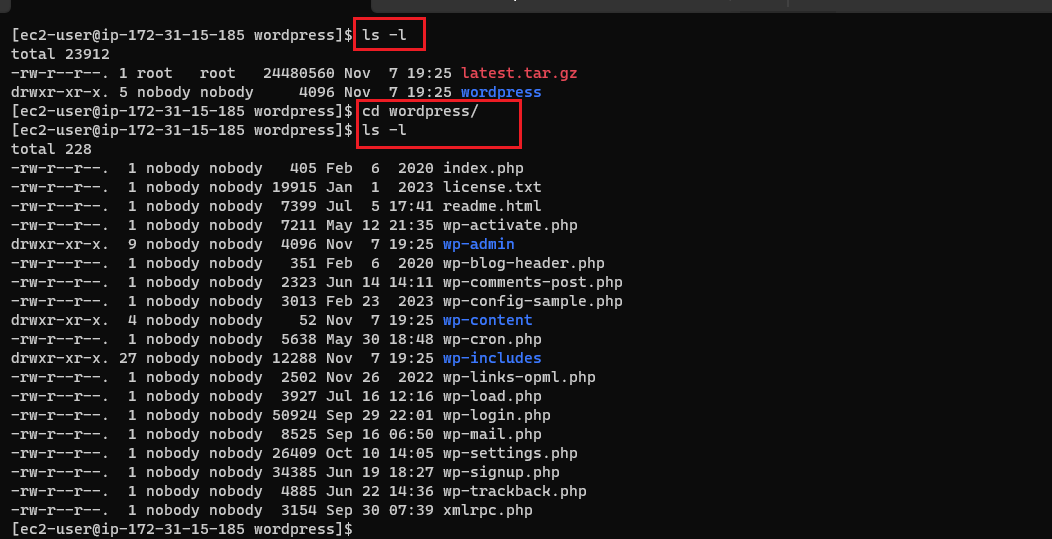 [ec2-user@ip-172-31-15-185 wordpress]$ ls -l
total 23912
-rw-r--r--. 1 root   root   24480560 Nov  7 19:25 latest.tar.gz
drwxr-xr-x. 5 nobody nobody     4096 Nov  7 19:25 wordpress
[ec2-user@ip-172-31-15-185 wordpress]$ cd wordpress/
[ec2-user@ip-172-31-15-185 wordpress]$ ls -l
total 228
-rw-r--r--.  1 nobody nobody   405 Feb  6  2020 index.php
-rw-r--r--.  1 nobody nobody 19915 Jan  1  2023 license.txt
-rw-r--r--.  1 nobody nobody  7399 Jul  5 17:41 readme.html
-rw-r--r--.  1 nobody nobody  7211 May 12 21:35 wp-activate.php
drwxr-xr-x.  9 nobody nobody  4096 Nov  7 19:25 wp-admin
-rw-r--r--.  1 nobody nobody   351 Feb  6  2020 wp-blog-header.php
-rw-r--r--.  1 nobody nobody  2323 Jun 14 14:11 wp-comments-post.php
-rw-r--r--.  1 nobody nobody  3013 Feb 23  2023 wp-config-sample.php
drwxr-xr-x.  4 nobody nobody    52 Nov  7 19:25 wp-content
-rw-r--r--.  1 nobody nobody  5638 May 30 18:48 wp-cron.php
drwxr-xr-x. 27 nobody nobody 12288 Nov  7 19:25 wp-includes
-rw-r--r--.  1 nobody nobody  2502 Nov 26  2022 wp-links-opml.php
-rw-r--r--.  1 nobody nobody  3927 Jul 16 12:16 wp-load.php
-rw-r--r--.  1 nobody nobody 50924 Sep 29 22:01 wp-login.php
-rw-r--r--.  1 nobody nobody  8525 Sep 16 06:50 wp-mail.php
-rw-r--r--.  1 nobody nobody 26409 Oct 10 14:05 wp-settings.php
-rw-r--r--.  1 nobody nobody 34385 Jun 19 18:27 wp-signup.php
-rw-r--r--.  1 nobody nobody  4885 Jun 22 14:36 wp-trackback.php
-rw-r--r--.  1 nobody nobody  3154 Sep 30 07:39 xmlrpc.php
[ec2-user@ip-172-31-15-185 wordpress]$